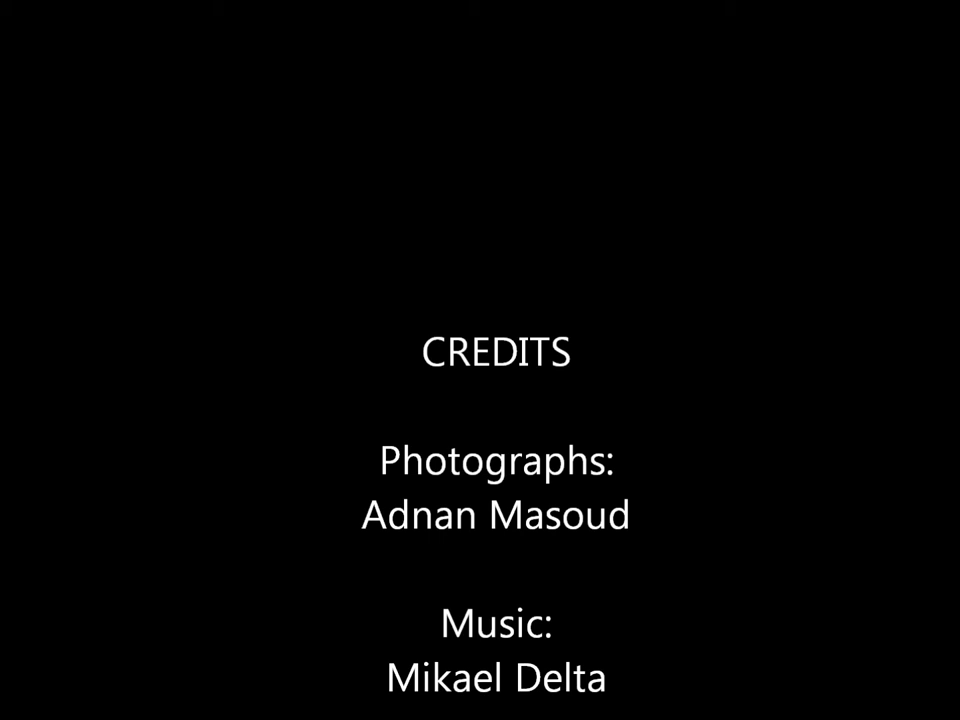 CREDITS
Photographs:
Adnan Masoud
Music:
Mikael Delta